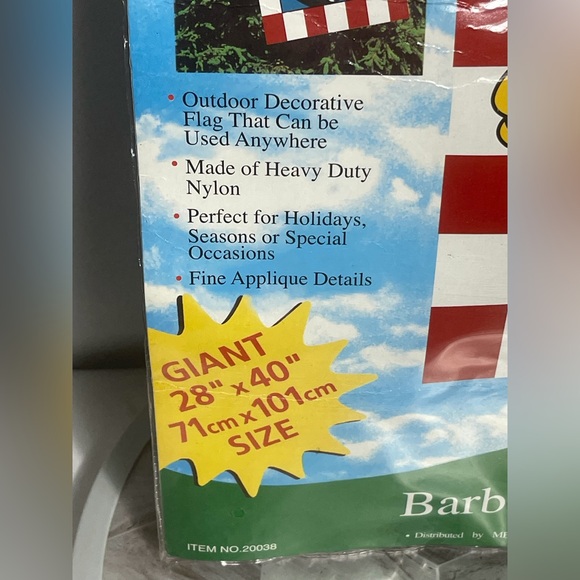 • Outdoor Decorative
Flag That Can be
Used Anywhere
• Made of Heavy Duty
Nylon
• Perfect for Holidays,
Seasons or Special
Occasions
• Fine Applique Details
GIANT
28" x 40"
71cm x 101cm
SIZE
Barb
• Distributed by
ITEM NO.20038